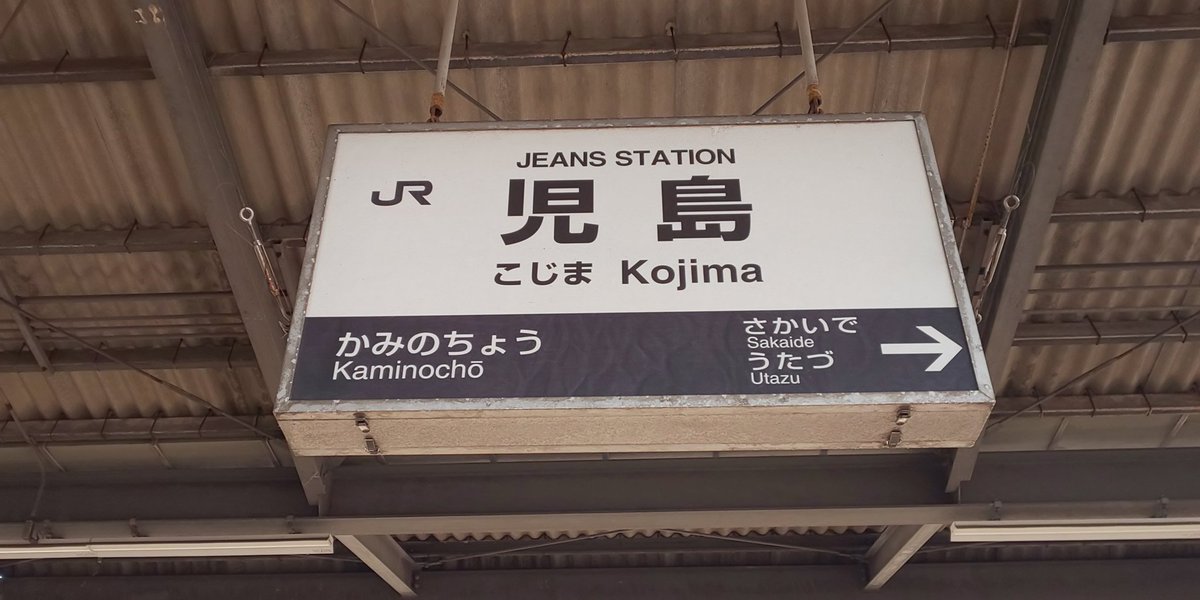 JEANS STATION
JR
児島
こじま Kojima
かみのちょう
Kaminochō
さかいで
Sakaide
うたづ
Utazu